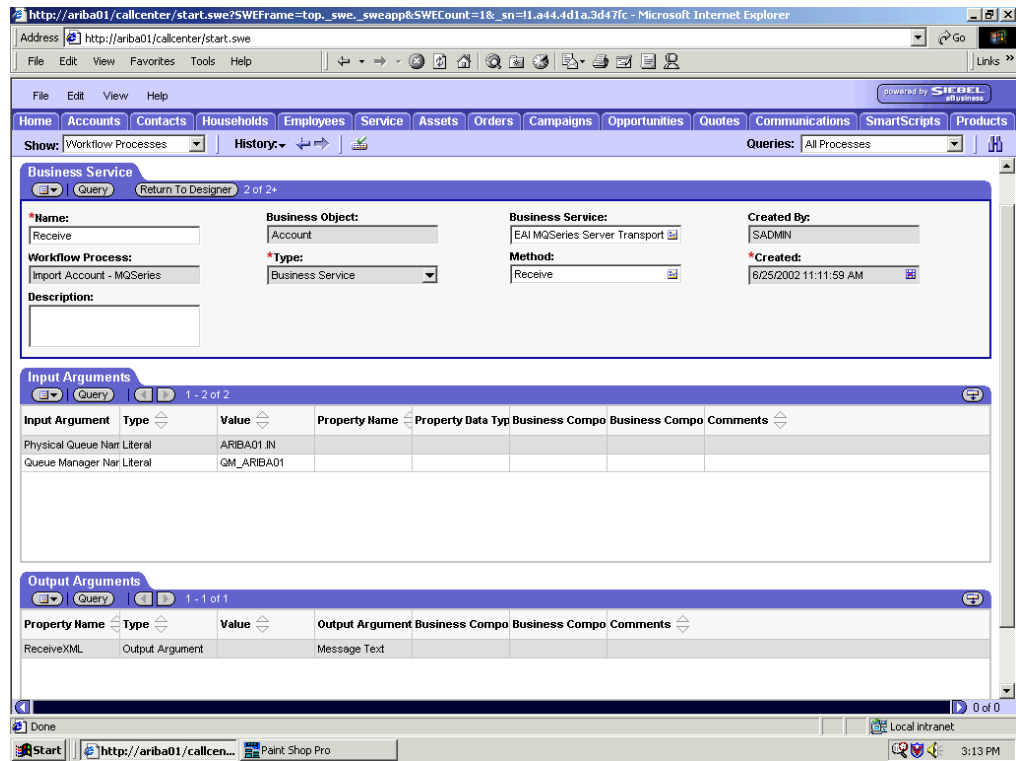 http://ariba01/callcenter/start.swe?SWEFrame=top._swe._sweapp&SWECount=1&_sn=!1.a44.4d1a.3d47fc - Microsoft Internet Explorer
Address http://ariba01/callcenter/start.swe Go
File Edit View Favorites Tools Help Links »
File Edit View Help powered by SIEBEL eBusiness
Home Accounts Contacts Households Employees Service Assets Orders Campaigns Opportunities Quotes Communications SmartScripts Products
Show: Workflow Processes History: Queries: All Processes
Business Service
Query Return To Designer 2 of 2+
*Name: Business Object: Business Service: Created By:
Receive Account EAI MQSeries Server Transport SADMIN
Workflow Process: *Type: Method: *Created:
Import Account - MQSeries Business Service Receive 6/25/2002 11:11:59 AM
Description:
Input Arguments
Query 1 - 2 of 2
Input Argument Type Value Property Name Property Data Typ Business Compo Business Compo Comments
Physical Queue Nam Literal ARIBA01.IN
Queue Manager Nar Literal QM_ARIBA01
Output Arguments
Query 1 - 1 of 1
Property Name Type Value Output Argument Business Compo Business Compo Comments
ReceiveXML Output Argument Message Text
0 of 0
Done Local intranet
Start http://ariba01/callcen... Paint Shop Pro 3:13 PM